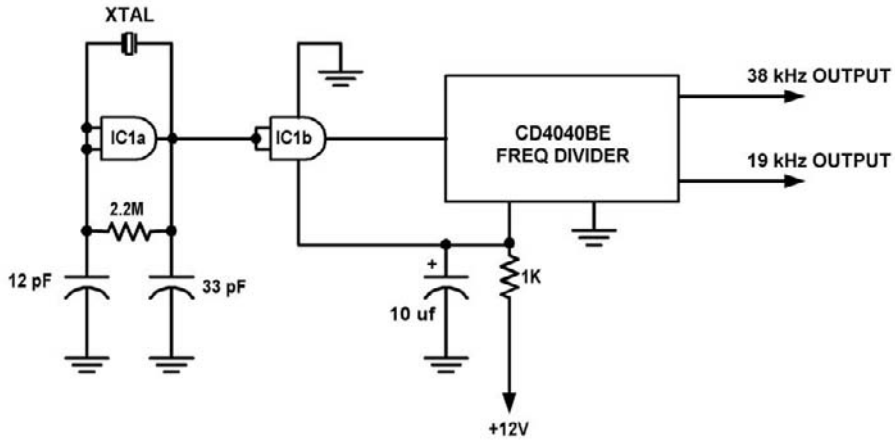 XTAL
IC1a
IC1b
2.2M
12 pF
33 pF
CD4040BE
FREQ DIVIDER
38 kHz OUTPUT
19 kHz OUTPUT
+
10 uf
1K
+12V